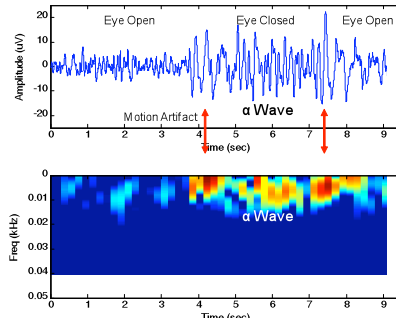 Eye Open Eye Closed Eye Open
Amplitude (uV)
20
10
0
-10
-20
α Wave
Motion Artifact
0 1 2 3 4 5 6 7 8 9
Time (sec)
Freq (kHz)
0
0.01
0.02
0.03
0.04
0.05
α Wave
0 1 2 3 4 5 6 7 8 9
Time (sec)